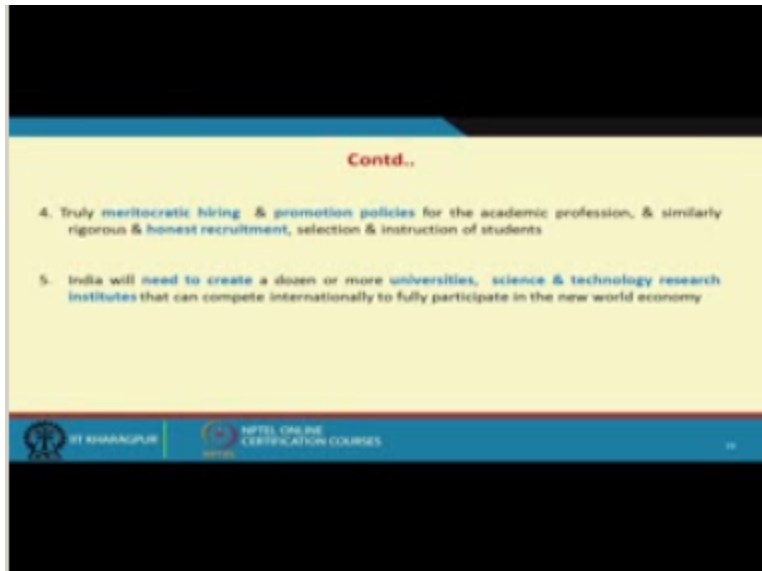 Contd..
4. Truly meritocratic hiring & promotion policies for the academic profession, & similarly
rigorous & honest recruitment, selection & instruction of students
5. India will need to create a dozen or more universities, science & technology research
institutes that can compete internationally to fully participate in the new world economy
IIT KHARAGPUR
NPTEL ONLINE
CERTIFICATION COURSES
NPTEL